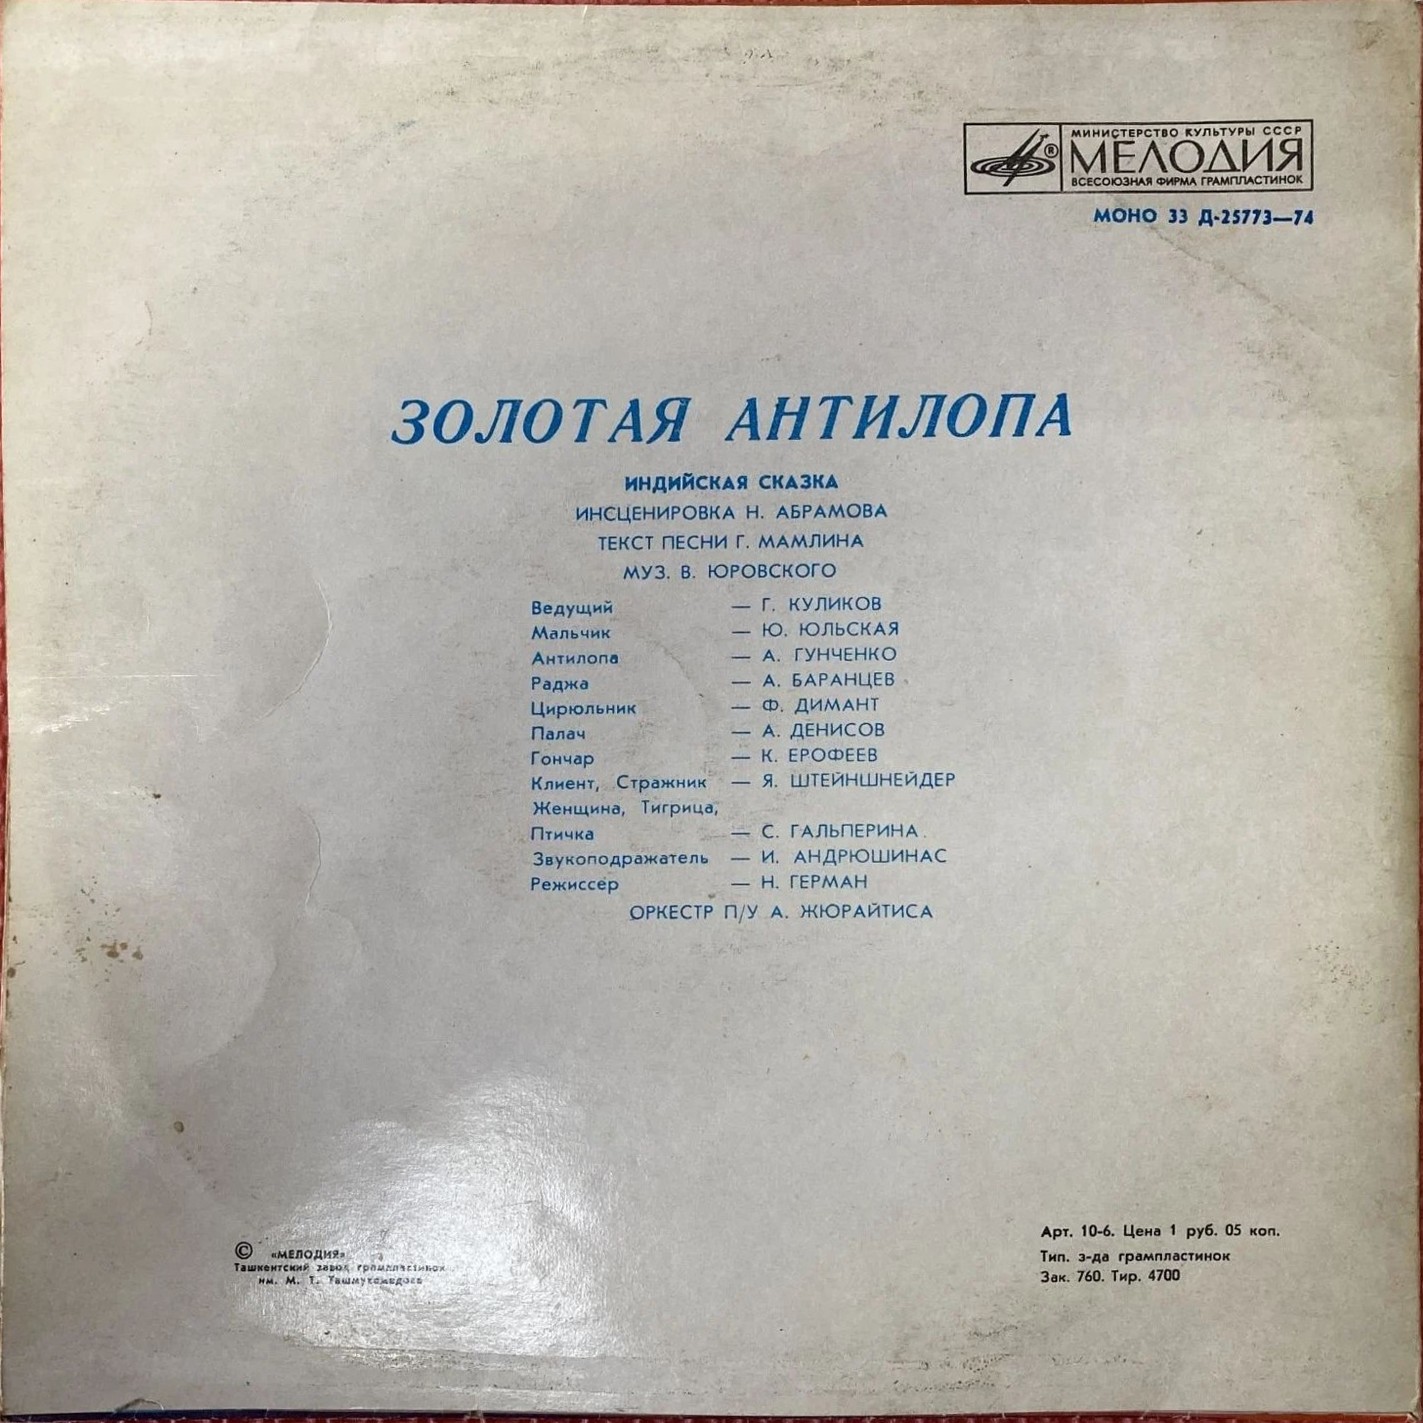 МИНИСТЕРСТВО КУЛЬТУРЫ СССР
МЕЛОДИЯ
ВСЕСОЮЗНАЯ ФИРМА ГРАМПЛАСТИНОК
®
МОНО 33 Д-25773—74
ЗОЛОТАЯ АНТИЛОПА
ИНДИЙСКАЯ СКАЗКА
ИНСЦЕНИРОВКА Н. АБРАМОВА
ТЕКСТ ПЕСНИ Г. МАМЛИНА
МУЗ. В. ЮРОВСКОГО
Ведущий — Г. КУЛИКОВ
Мальчик — Ю. ЮЛЬСКАЯ
Антилопа — А. ГУНЧЕНКО
Раджа — А. БАРАНЦЕВ
Цирюльник — Ф. ДИМАНТ
Палач — А. ДЕНИСОВ
Гончар — К. ЕРОФЕЕВ
Клиент, Стражник — Я. ШТЕЙНШНЕЙДЕР
Женщина, Тигрица,
Птичка — С. ГАЛЬПЕРИНА
Звукоподражатель — И. АНДРЮШИНАС
Режиссёр — Н. ГЕРМАН
ОРКЕСТР П/У А. ЖЮРАЙТИСА
Арт. 10-6. Цена 1 руб. 05 коп.
Тип. з-да грампластинок
Зак. 760. Тир. 4700
© «МЕЛОДИЯ»
Ташкентский завод грампластинок
им. М. Т. Ташмухамедова